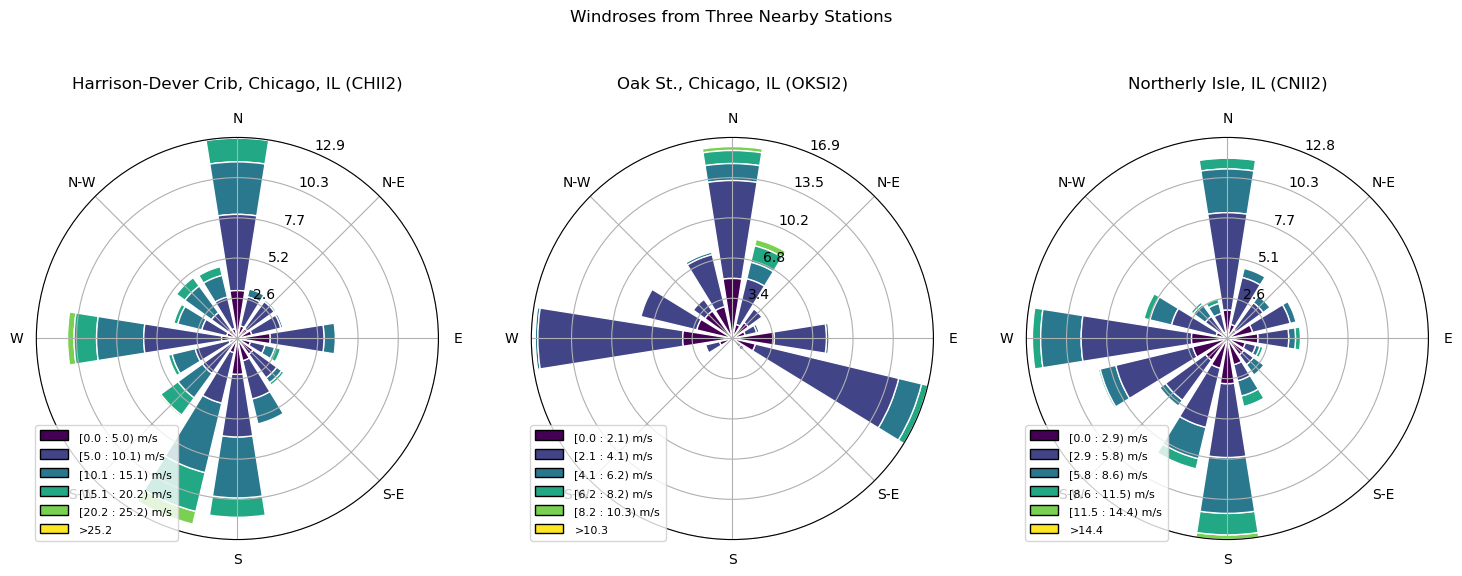 Windroses from Three Nearby Stations
Harrison-Dever Crib, Chicago, IL (CHII2)
N
N-W
N-E
W
E
S-E
S
12.9
10.3
7.7
5.2
2.6
[0.0 : 5.0) m/s
[5.0 : 10.1) m/s
[10.1 : 15.1) m/s
[15.1 : 20.2) m/s
[20.2 : 25.2) m/s
>25.2
Oak St., Chicago, IL (OKSI2)
N
N-W
N-E
W
E
S-E
S
16.9
13.5
10.2
6.8
3.4
[0.0 : 2.1) m/s
[2.1 : 4.1) m/s
[4.1 : 6.2) m/s
[6.2 : 8.2) m/s
[8.2 : 10.3) m/s
>10.3
Northerly Isle, IL (CNII2)
N
N-W
N-E
W
E
S-E
S
12.8
10.3
7.7
5.1
2.6
[0.0 : 2.9) m/s
[2.9 : 5.8) m/s
[5.8 : 8.6) m/s
[8.6 : 11.5) m/s
[11.5 : 14.4) m/s
>14.4